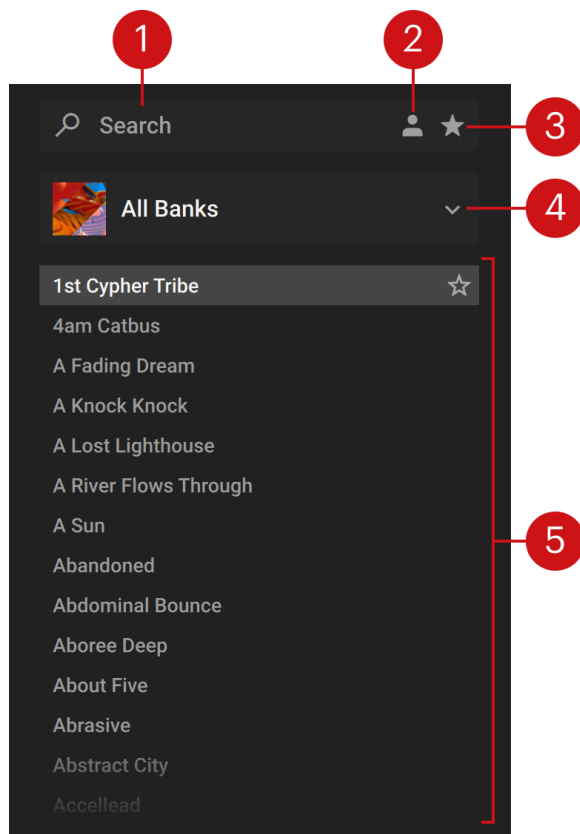 1
2
Search
3
All Banks
4
1st Cypher Tribe
4am Catbus
A Fading Dream
A Knock Knock
A Lost Lighthouse
A River Flows Through
A Sun
5
Abandoned
Abdominal Bounce
Aboree Deep
About Five
Abrasive
Abstract City
Accellead